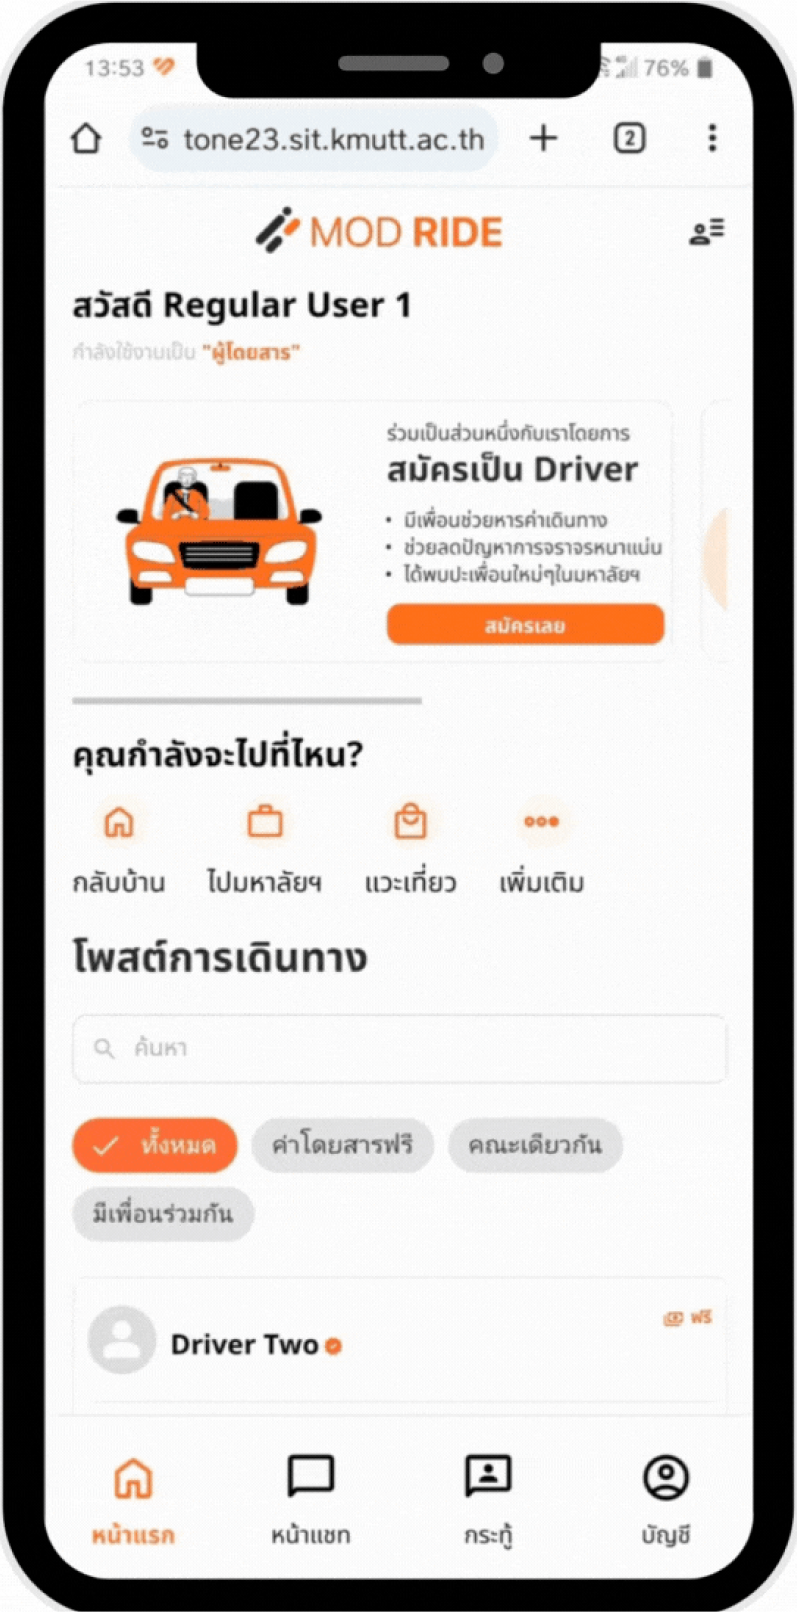 13:53 76%
tone23.sit.kmutt.ac.th 2
MOD RIDE
สวัสดี Regular User 1
กำลังใช้งานเป็น "ผู้โดยสาร"
ร่วมเป็นส่วนหนึ่งกับเราโดยการ
สมัครเป็น Driver
• มีเพื่อนช่วยหารค่าเดินทาง
• ช่วยลดปัญหาการจราจรหนาแน่น
• ได้พบปะเพื่อนใหม่ๆในมหาลัยฯ
สมัครเลย
คุณกำลังจะไปที่ไหน?
กลับบ้าน ไปมหาลัยฯ แวะเที่ยว เพิ่มเติม
โพสต์การเดินทาง
ค้นหา
ทั้งหมด ค่าโดยสารฟรี คณะเดียวกัน
มีเพื่อนร่วมกัน
ฟรี
Driver Two
หน้าแรก หน้าแชท กระทู้ บัญชี